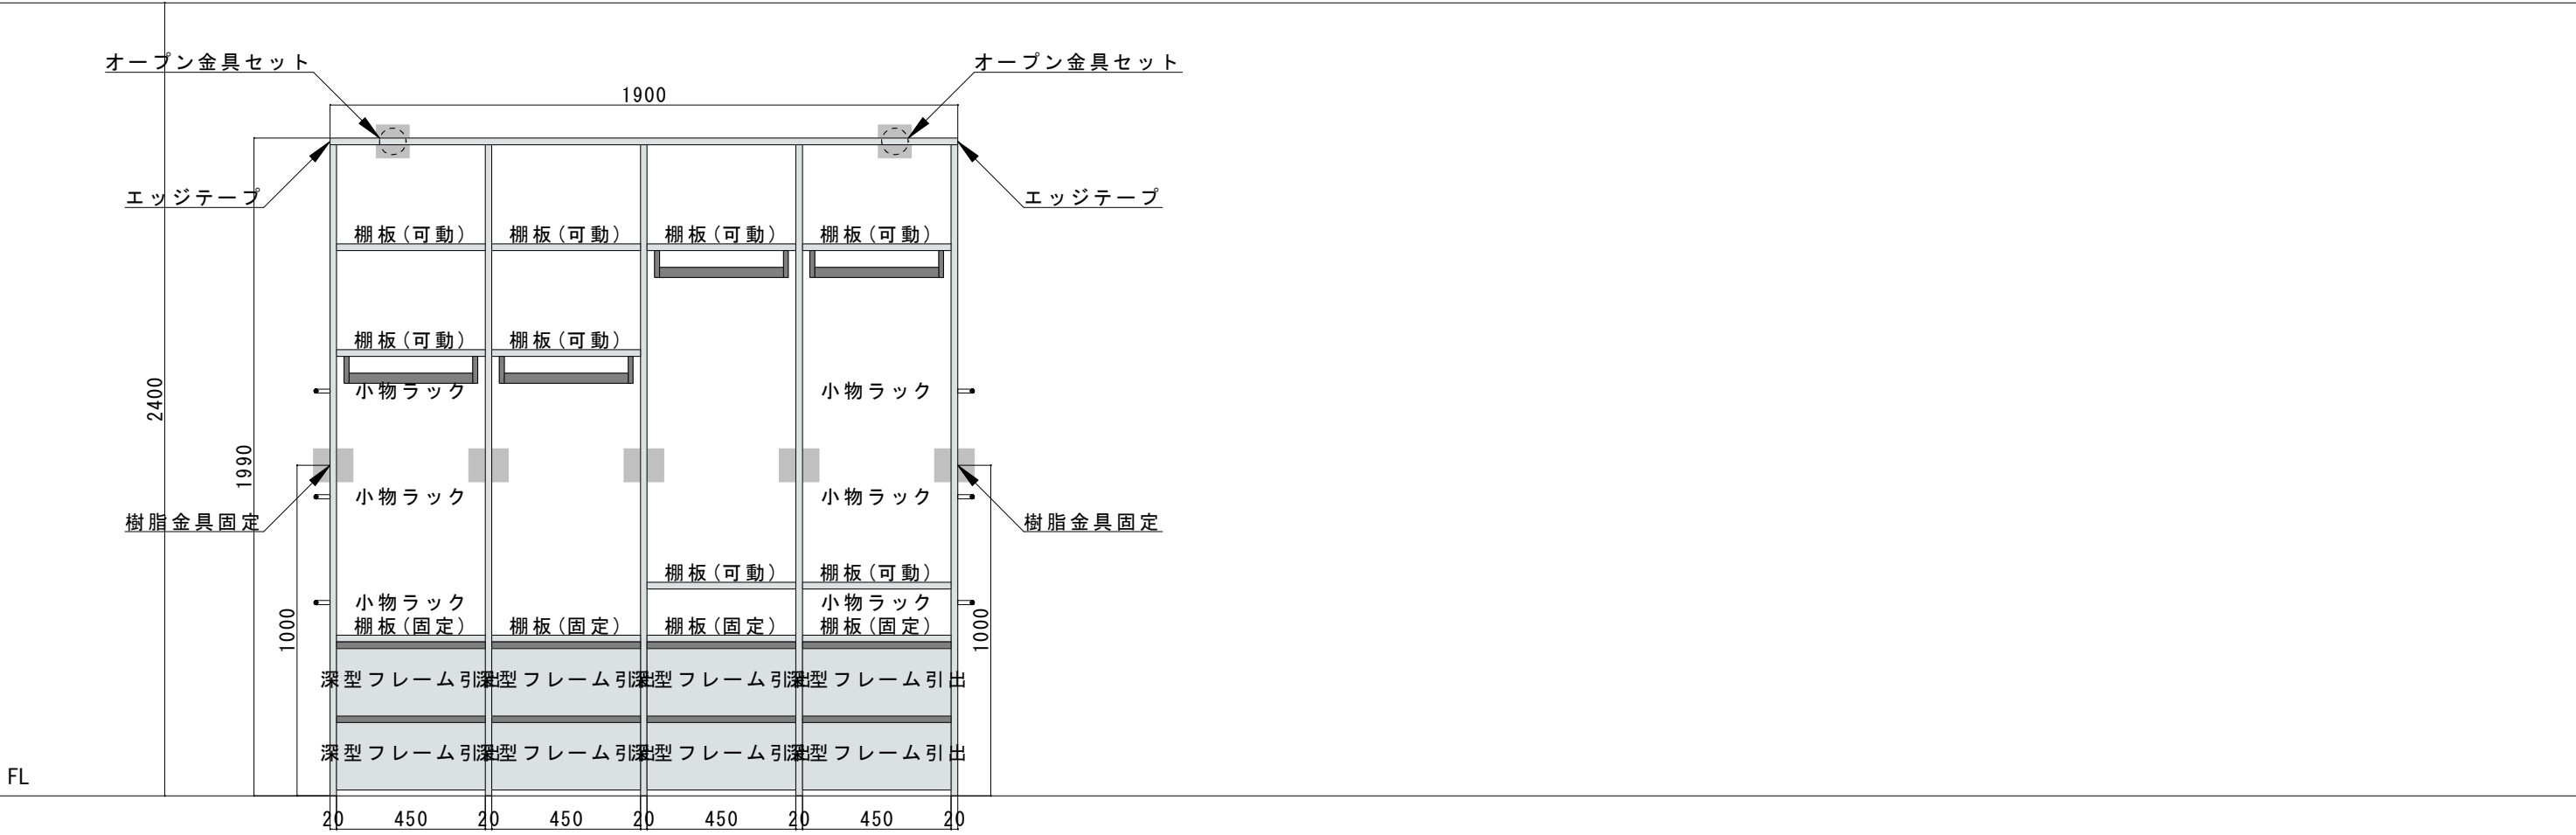 オープン金具セット
オープン金具セット
1900
エッジテープ
エッジテープ
棚板(可動)
棚板(可動)
棚板(可動)
棚板(可動)
棚板(可動)
棚板(可動)
小物ラック
小物ラック
2400
1990
小物ラック
小物ラック
樹脂金具固定
樹脂金具固定
棚板(可動)
棚板(可動)
小物ラック
小物ラック
棚板(固定)
棚板(固定)
棚板(固定)
棚板(固定)
1000
1000
深型フレーム引出
深型フレーム引出
深型フレーム引出
深型フレーム引出
深型フレーム引出
深型フレーム引出
深型フレーム引出
深型フレーム引出
FL
20
450
20
450
20
450
20
450
20